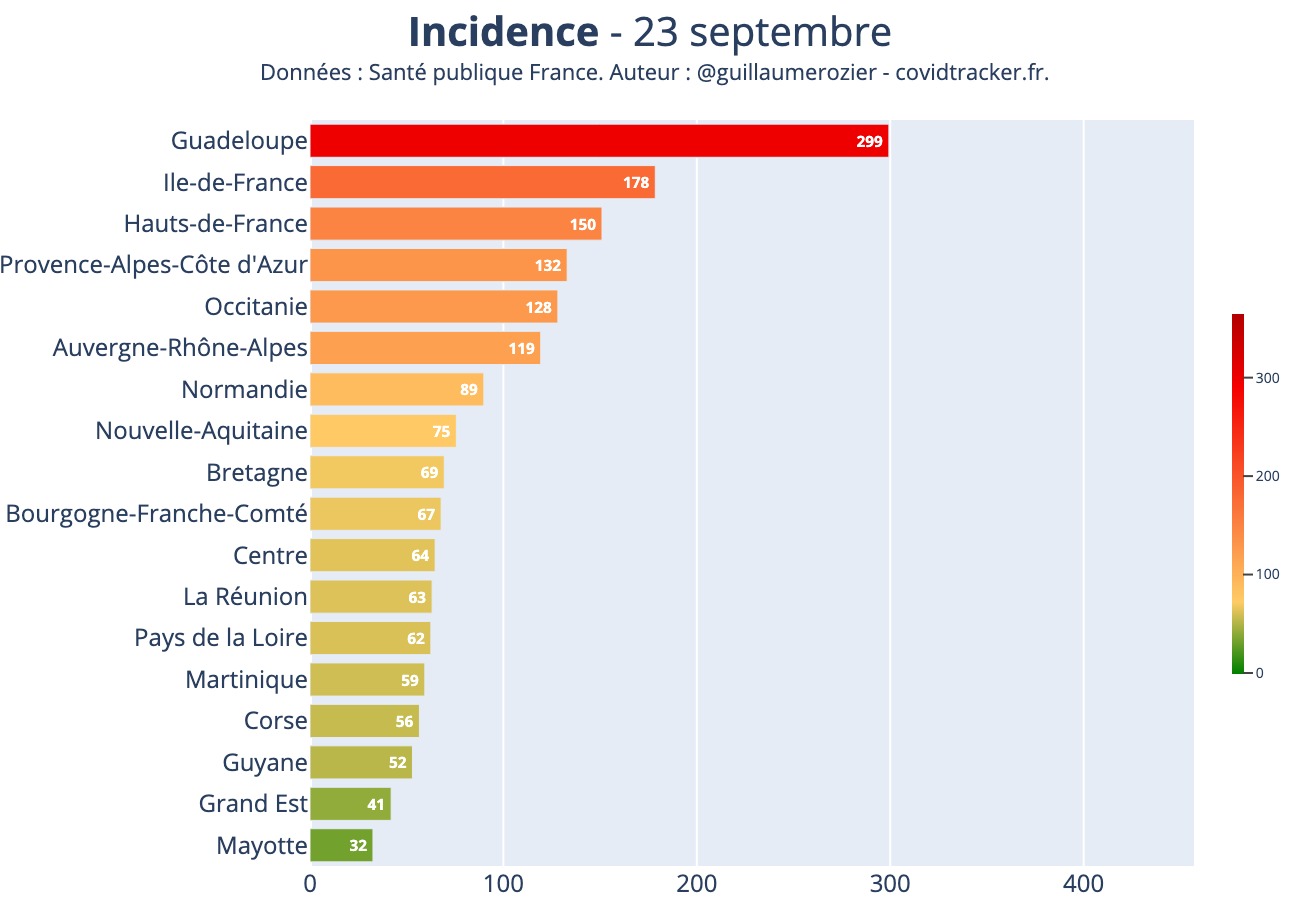 Incidence - 23 septembre
Données : Santé publique France. Auteur : @guillaumerozier - covidtracker.fr.
Guadeloupe 299
Ile-de-France 178
Hauts-de-France 150
Provence-Alpes-Côte d'Azur 132
Occitanie 128
Auvergne-Rhône-Alpes 119
Normandie 89
Nouvelle-Aquitaine 75
Bretagne 69
Bourgogne-Franche-Comté 67
Centre 64
La Réunion 63
Pays de la Loire 62
Martinique 59
Corse 56
Guyane 52
Grand Est 41
Mayotte 32
0 100 200 300 400
300
200
100
0